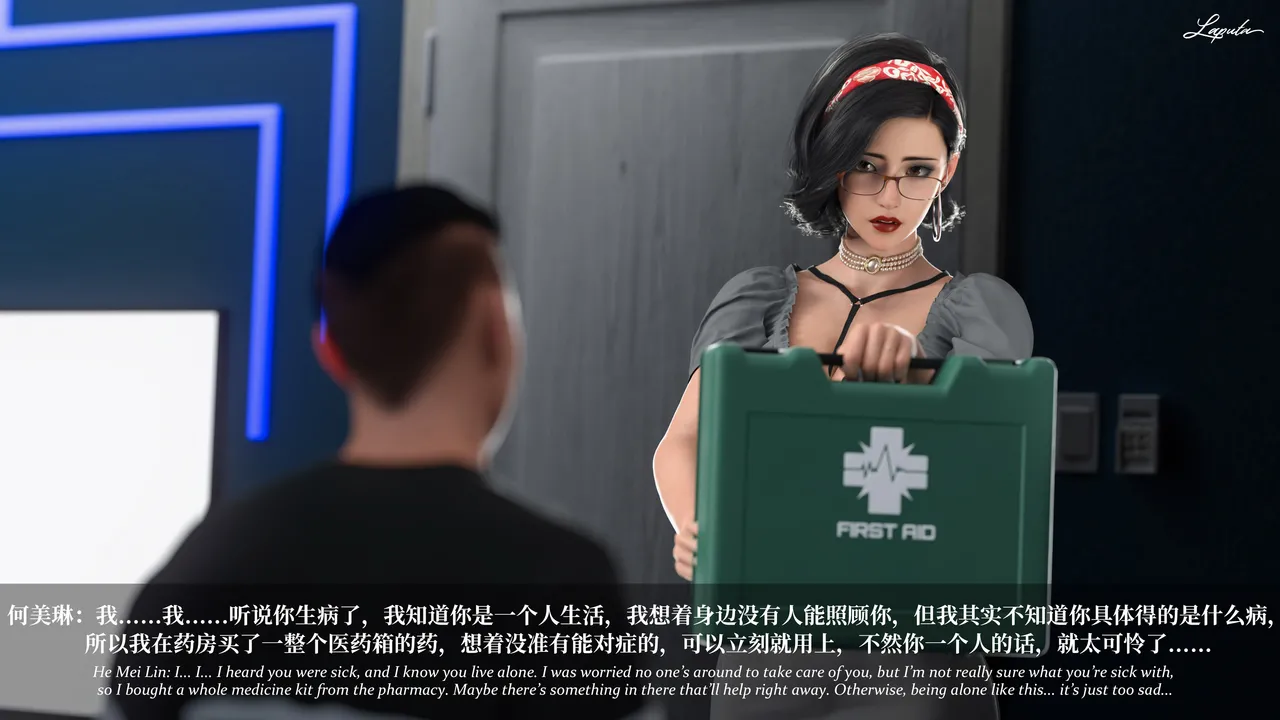 Laputa
FIRST AID
何美琳：我……我……听说你生病了，我知道你是一个人生活，我想着身边没有人能照顾你，但我其实不知道你具体得的是什么病，
所以我在药房买了一整个医药箱的药，想着没准有能对症的，可以立刻就用上，不然你一个人的话，就太可怜了……
He Mei Lin: I... I... I heard you were sick, and I know you live alone. I was worried no one’s around to take care of you, but I’m not really sure what you’re sick with,
so I bought a whole medicine kit from the pharmacy. Maybe there’s something in there that’ll help right away. Otherwise, being alone like this... it’s just too sad...